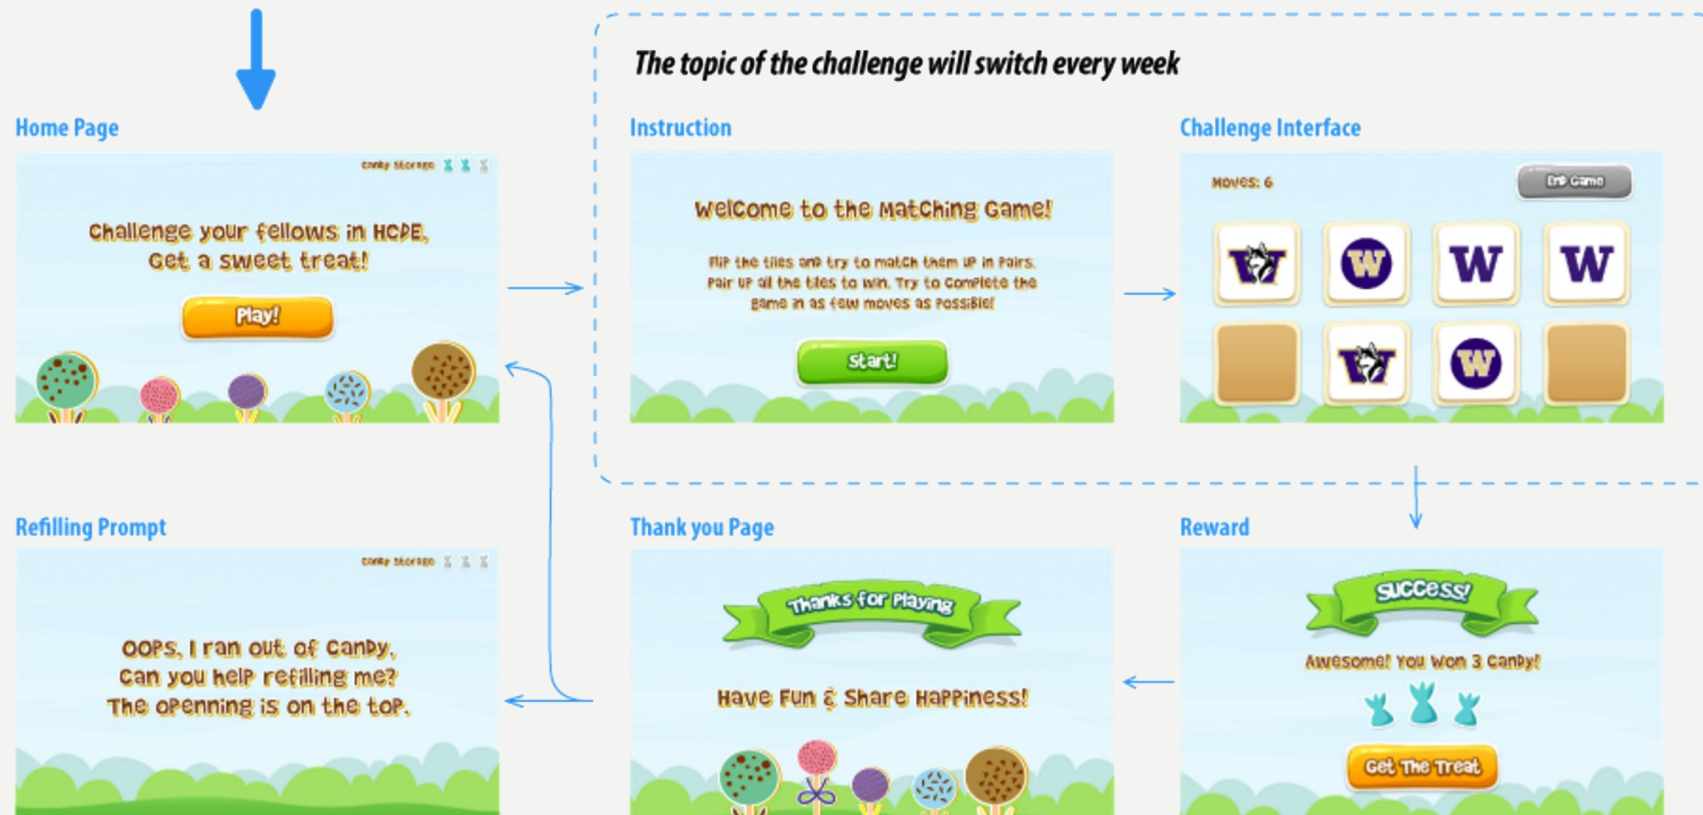 The topic of the challenge will switch every week
Home Page
Instruction
Challenge Interface
Candy Storage
Challenge your fellows in HCDE,
Get a sweet treat!
Play!
Welcome to the Matching Game!
Flip the tiles and try to match them up in pairs.
Pair up all the tiles to win. Try to complete the
game in as few moves as possible!
Start!
Moves: 6
End Game
W
W
W
W
W
W
Refilling Prompt
Thank you Page
Reward
Candy Storage
OOPS, I ran out of Candy,
Can you help refilling me?
The openning is on the top.
Thanks for Playing
Have Fun & Share Happiness!
Success!
Awesome! You Won 3 Candy!
Get The Treat